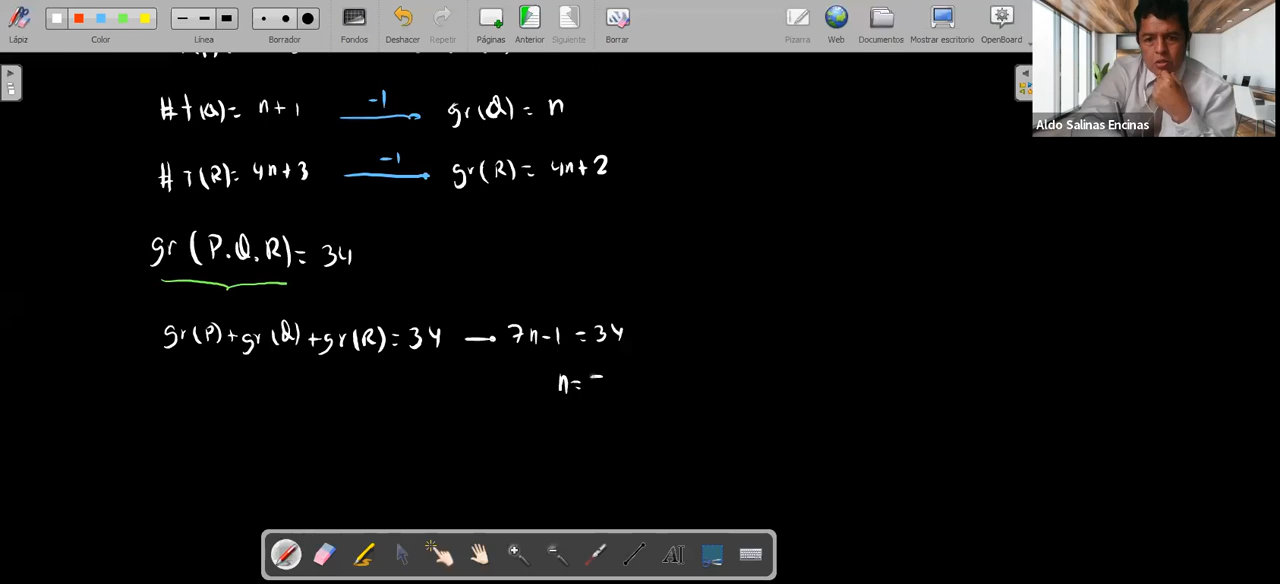 Lápiz Color Línea Borrador Fondos Deshacer Repetir Páginas Anterior Siguiente Borrar Pizarra Web Documentos Mostrar escritorio OpenBoard
Aldo Salinas Encinas
# T(Q) = n+1 -1 gr(Q) = n
# T(R) = 4n+3 -1 gr(R) = 4n+2
gr(P.Q.R) = 34
gr(P)+gr(Q)+gr(R) = 34 7n-1 = 34
n =
AI